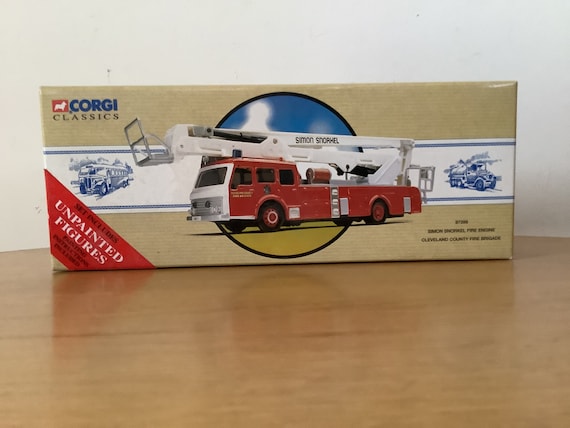 CORGI
CLASSICS
SIMON SNORKEL
UNPAINTED
FIGURES
SIMON SNORKEL FIRE ENGINE
CLEVELAND COUNTY FIRE BRIGADE